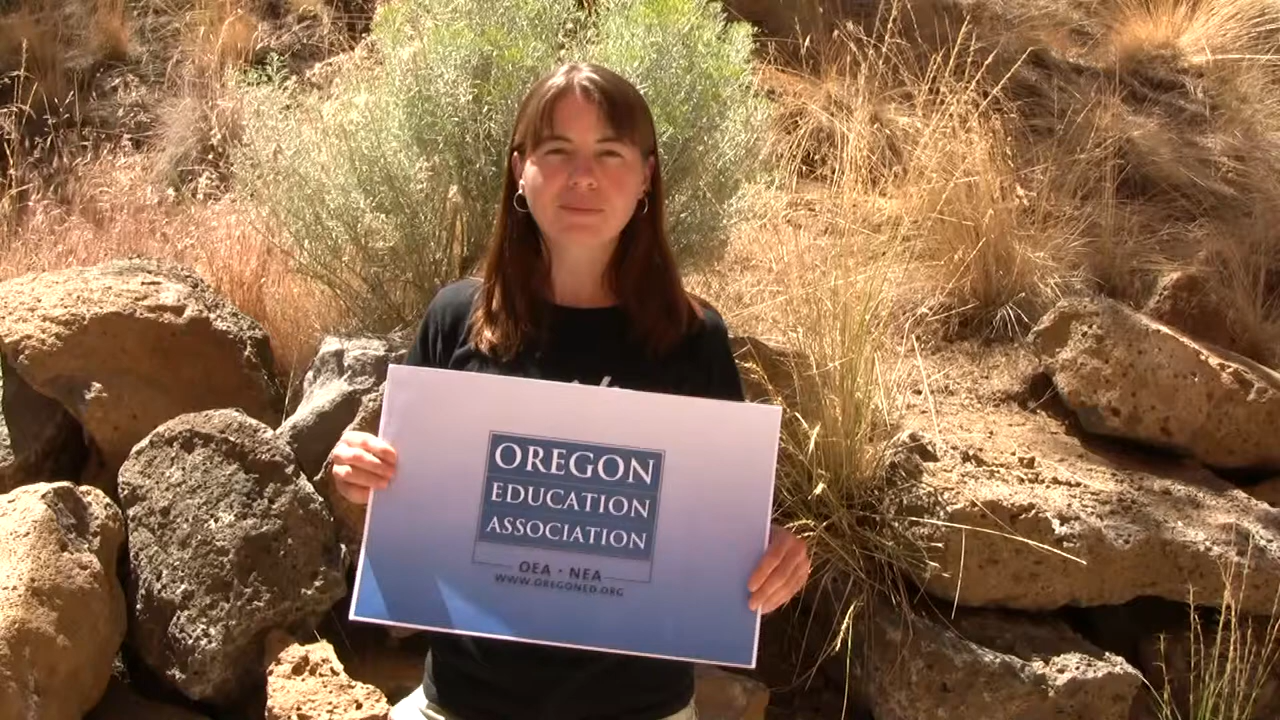 OREGON
EDUCATION
ASSOCIATION
OEA · NEA
WWW.OREGONED.ORG